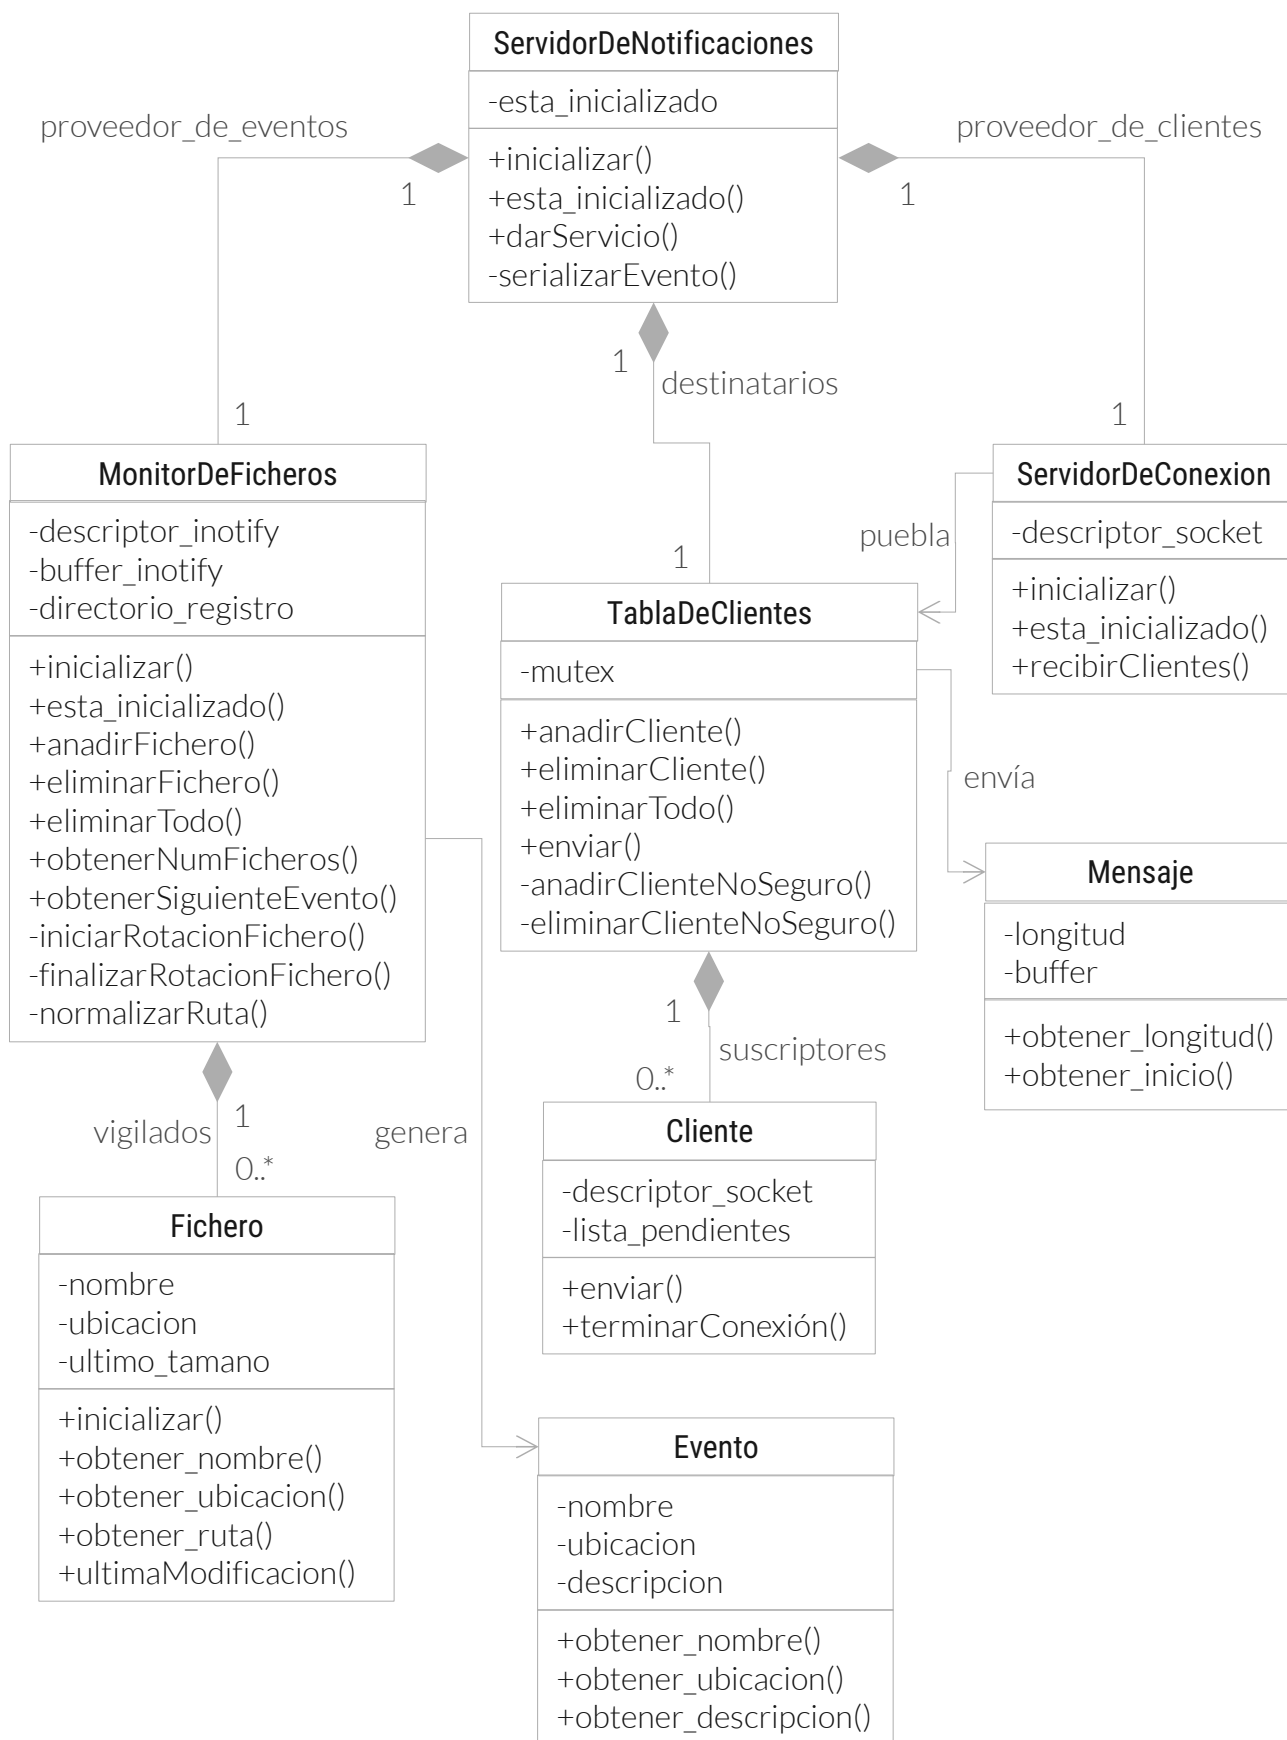 ServidorDeNotificaciones
-esta_inicializado
+inicializar()
+esta_inicializado()
+darServicio()
-serializarEvento()
proveedor_de_eventos
1
1
proveedor_de_clientes
1
1
1
destinatarios
1
MonitorDeFicheros
-descriptor_inotify
-buffer_inotify
-directorio_registro
+inicializar()
+esta_inicializado()
+anadirFichero()
+eliminarFichero()
+eliminarTodo()
+obtenerNumFicheros()
+obtenerSiguienteEvento()
-iniciarRotacionFichero()
-finalizarRotacionFichero()
-normalizarRuta()
ServidorDeConexion
-descriptor_socket
+inicializar()
+esta_inicializado()
+recibirClientes()
puebla
TablaDeClientes
-mutex
+anadirCliente()
+eliminarCliente()
+eliminarTodo()
+enviar()
-anadirClienteNoSeguro()
-eliminarClienteNoSeguro()
envía
Mensaje
-longitud
-buffer
+obtener_longitud()
+obtener_inicio()
1
suscriptores
0..*
Cliente
-descriptor_socket
-lista_pendientes
+enviar()
+terminarConexión()
1
vigilados
0..*
genera
Fichero
-nombre
-ubicacion
-ultimo_tamano
+inicializar()
+obtener_nombre()
+obtener_ubicacion()
+obtener_ruta()
+ultimaModificacion()
Evento
-nombre
-ubicacion
-descripcion
+obtener_nombre()
+obtener_ubicacion()
+obtener_descripcion()